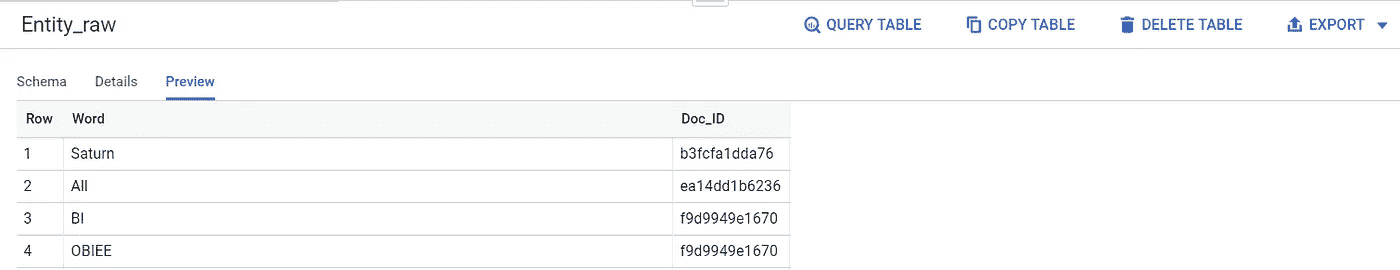 Entity_raw QUERY TABLE COPY TABLE DELETE TABLE EXPORT
Schema Details Preview
Row Word Doc_ID
1 Saturn b3fcfa1dda76
2 All ea14dd1b6236
3 BI f9d9949e1670
4 OBIEE f9d9949e1670